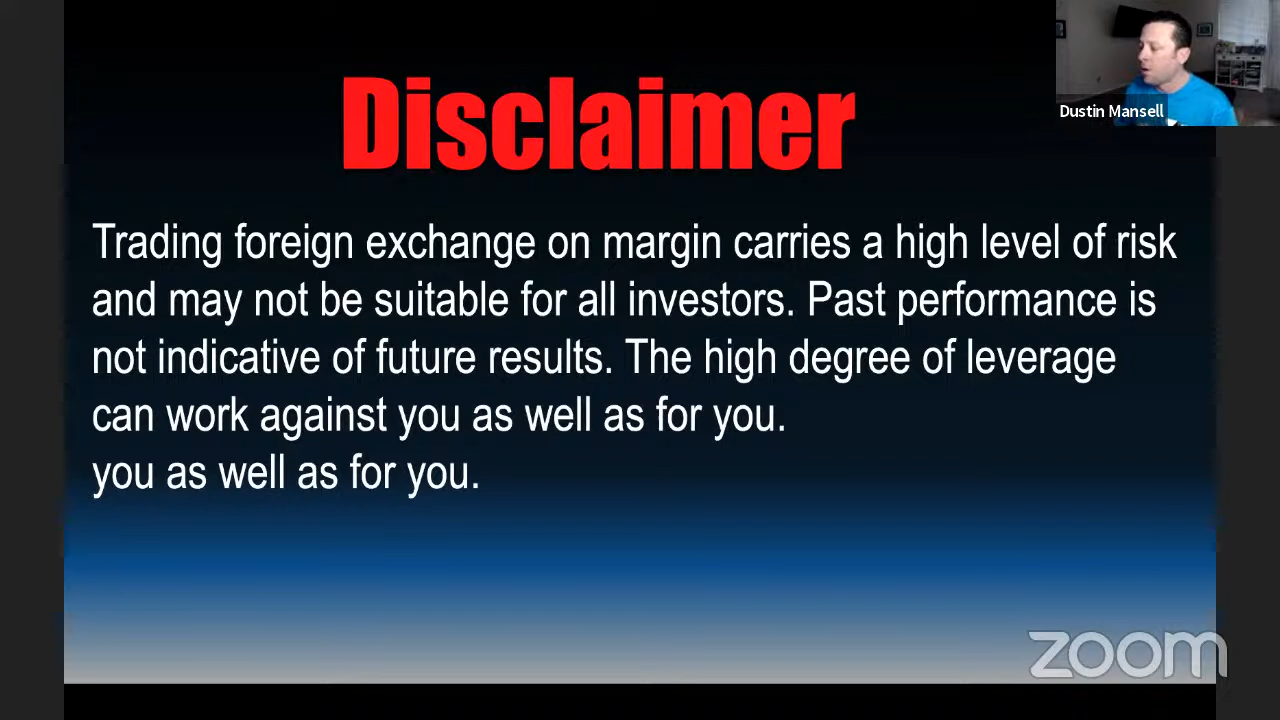 Disclaimer
Dustin Mansell
Trading foreign exchange on margin carries a high level of risk
and may not be suitable for all investors. Past performance is
not indicative of future results. The high degree of leverage
can work against you as well as for you.
you as well as for you.
zoom